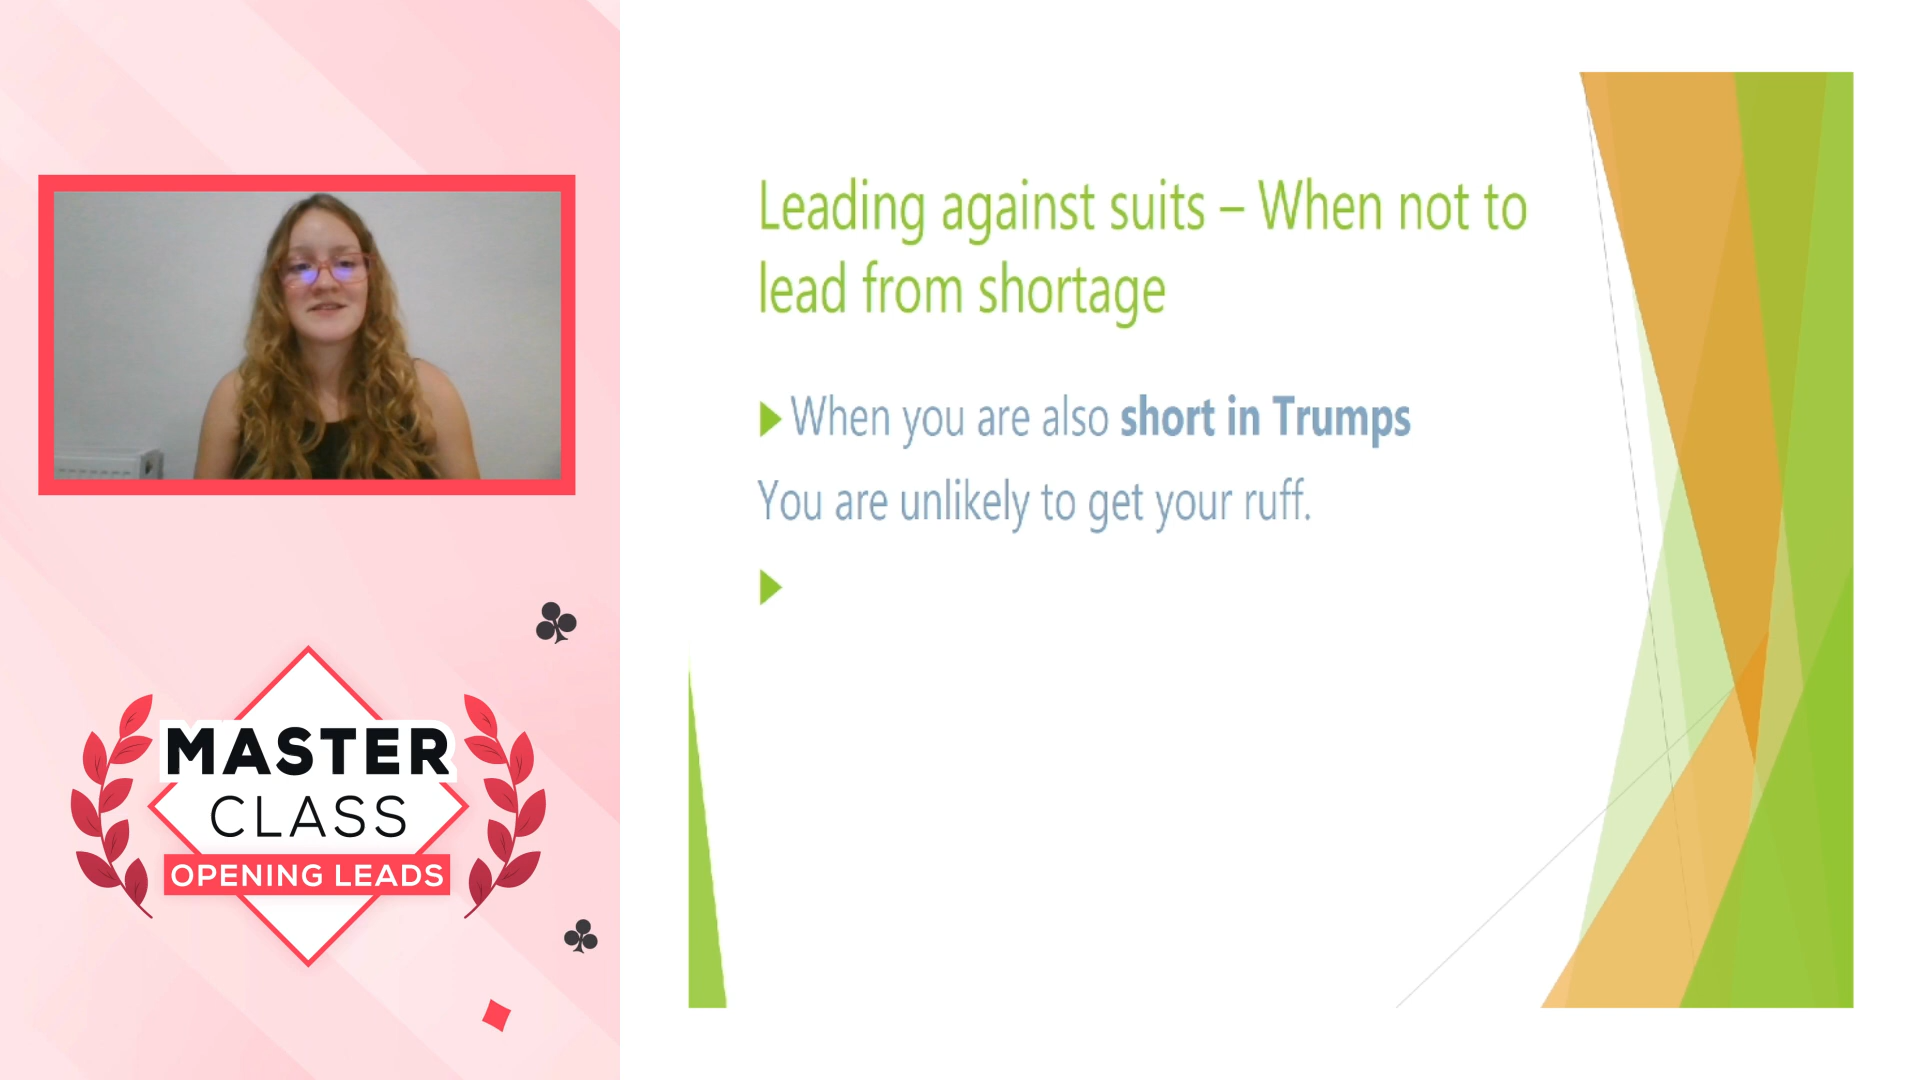 MASTER
CLASS
OPENING LEADS
Leading against suits – When not to
lead from shortage
When you are also short in Trumps
You are unlikely to get your ruff.